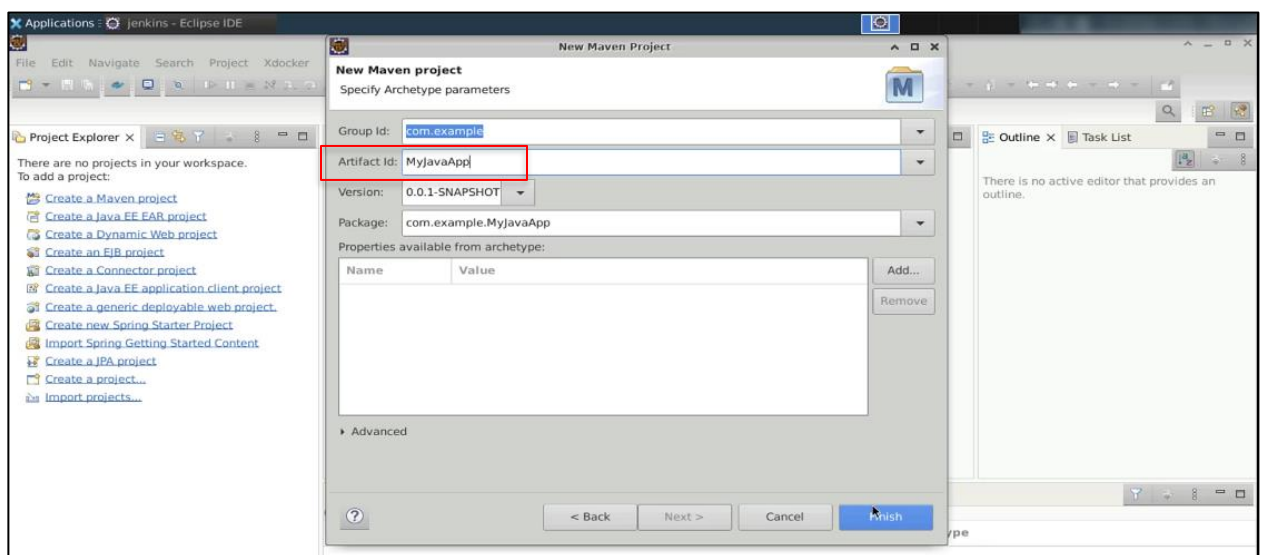 Applications : jenkins - Eclipse IDE
File Edit Navigate Search Project Xdocker
New Maven Project
New Maven project
Specify Archetype parameters
M
Group Id: com.example
Artifact Id: MyJavaApp
Version: 0.0.1-SNAPSHOT
Package: com.example.MyJavaApp
Properties available from archetype:
Name Value
Add...
Remove
Advanced
? < Back Next > Cancel Finish
Project Explorer X
There are no projects in your workspace.
To add a project:
Create a Maven project
Create a Java EE EAR project
Create a Dynamic Web project
Create an EJB project
Create a Connector project
Create a Java EE application client project
Create a generic deployable web project.
Create new Spring Starter Project
Import Spring Getting Started Content
Create a JPA project
Create a project...
Import projects...
Outline X Task List
There is no active editor that provides an
outline.
ype